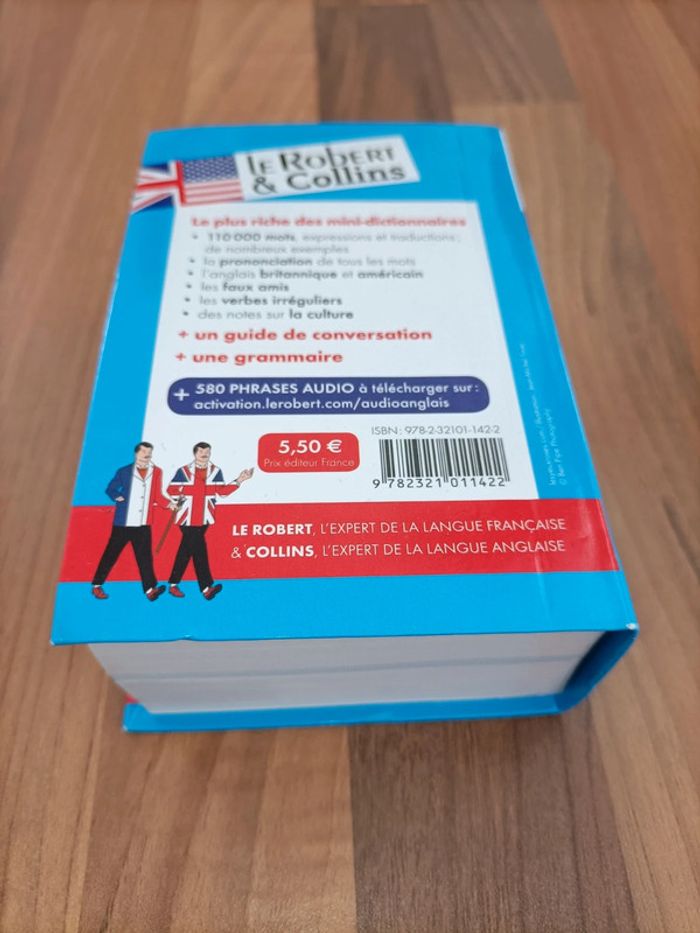 LE ROBERT
& Collins
Le plus riche des mini-dictionnaires
• 110 000 mots, expressions et traductions ;
de nombreux exemples
• la prononciation de tous les mots
• l'anglais britannique et américain
• les faux amis
• les verbes irréguliers
• des notes sur la culture
+ un guide de conversation
+ une grammaire
+ 580 PHRASES AUDIO à télécharger sur :
activation.lerobert.com/audioanglais
5,50 €
Prix éditeur France
ISBN : 978-2-32101-142-2
9 782321 011422
LE ROBERT, L'EXPERT DE LA LANGUE FRANÇAISE
& COLLINS, L'EXPERT DE LA LANGUE ANGLAISE